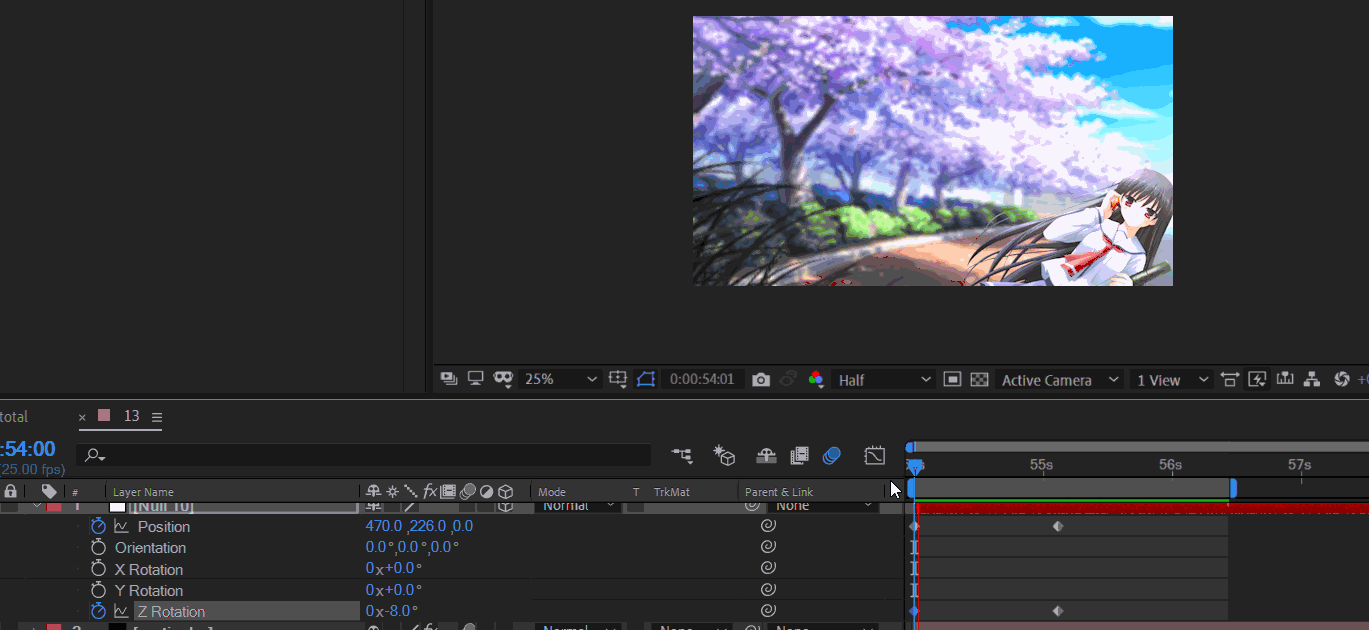 25% 0:00:54:01 Half Active Camera 1 View
total × 13
:54:00
(25.00 fps)
55s 56s 57s
# Layer Name fx Mode T TrkMat Parent & Link
1 [Null 10] Normal None
Position 470.0 ,226.0 ,0.0
Orientation 0.0°,0.0°,0.0°
X Rotation 0x+0.0°
Y Rotation 0x+0.0°
Z Rotation 0x-8.0°
Normal None None